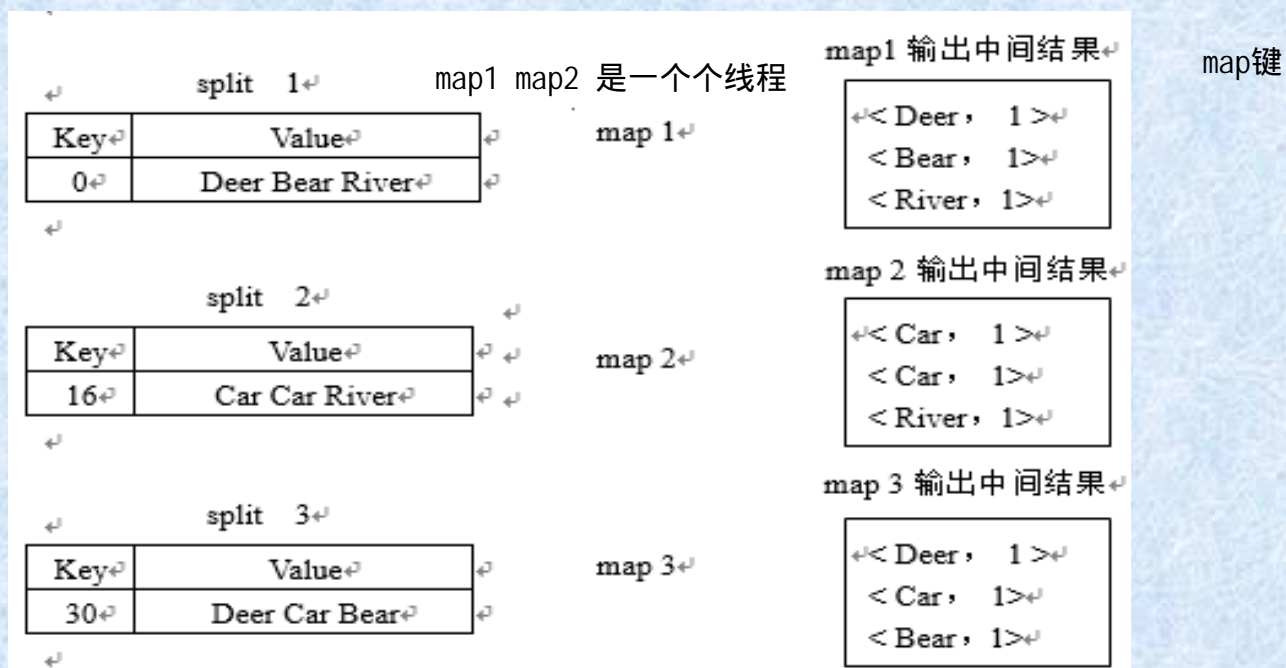 map1 输出中间结果↵
split 1↵
map1 map2 是一个个线程
map键
Key↵ Value↵
0↵ Deer Bear River↵
map 1↵
< Deer， 1 >↵
< Bear， 1>↵
< River，1>↵
map 2 输出中间结果↵
split 2↵
Key↵ Value↵
16↵ Car Car River↵
map 2↵
< Car， 1 >↵
< Car， 1>↵
< River，1>↵
map 3 输出中间结果↵
split 3↵
Key↵ Value↵
30↵ Deer Car Bear↵
map 3↵
< Deer， 1 >↵
< Car， 1>↵
< Bear，1>↵